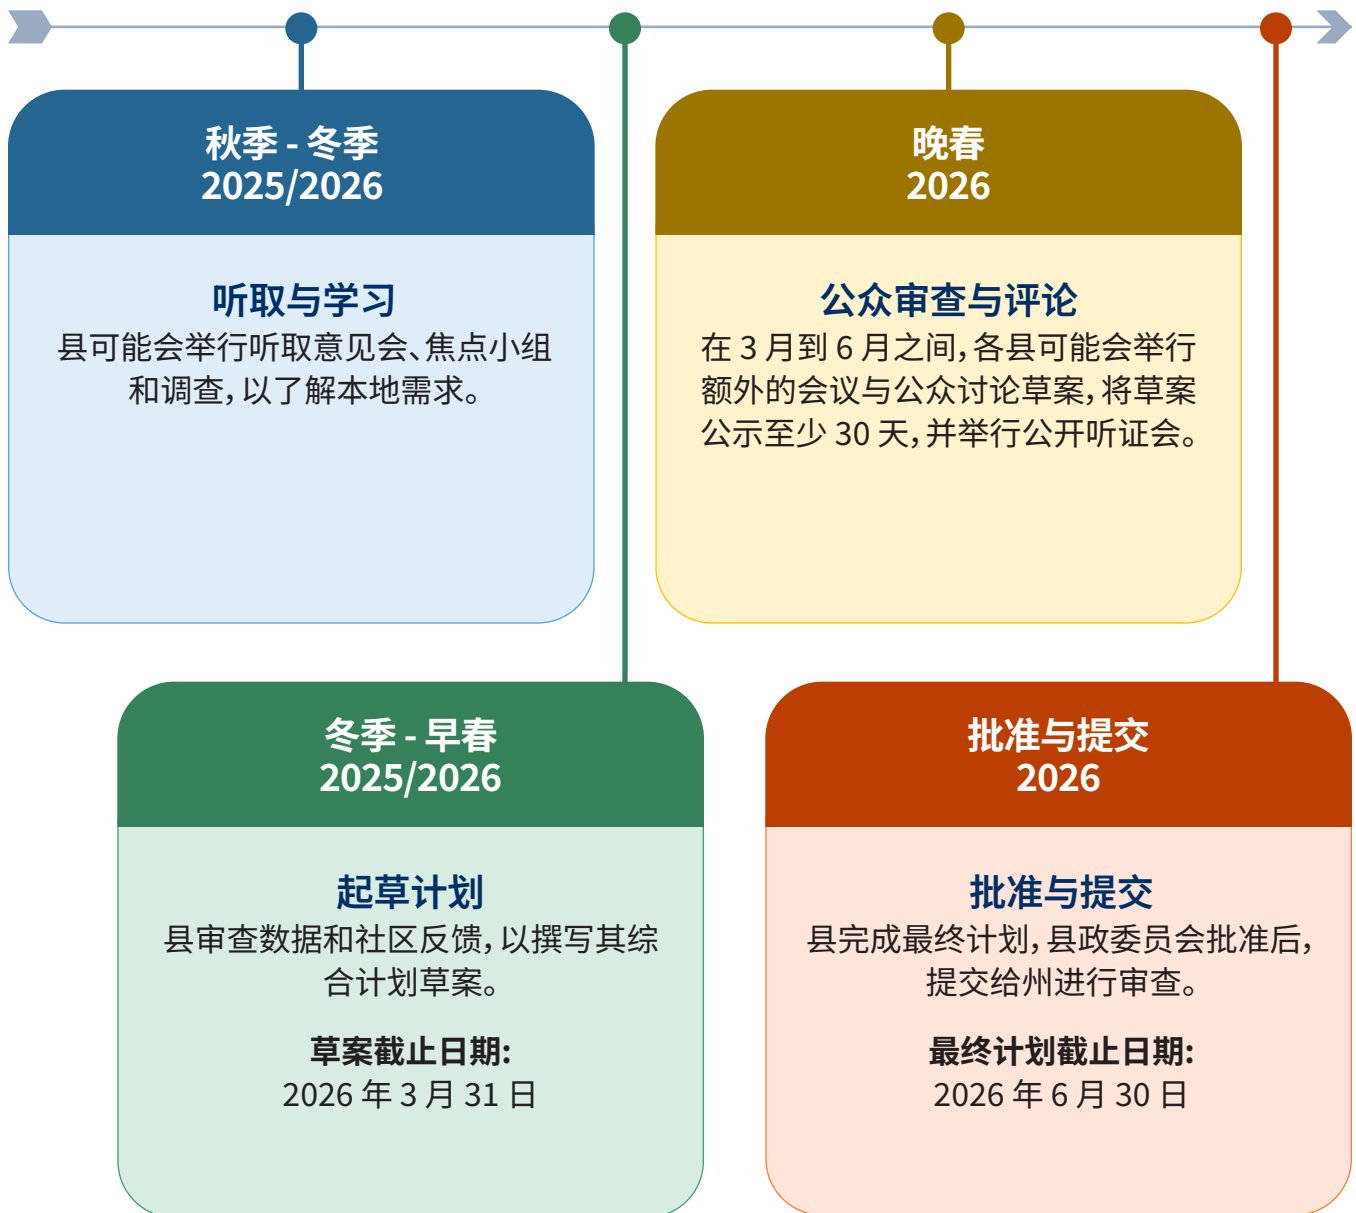 秋季 - 冬季
2025/2026
听取与学习
县可能会举行听取意见会、焦点小组
和调查，以了解本地需求。
冬季 - 早春
2025/2026
起草计划
县审查数据和社区反馈，以撰写其综
合计划草案。
草案截止日期:
2026 年 3 月 31 日
晚春
2026
公众审查与评论
在 3 月到 6 月之间，各县可能会举行
额外的会议与公众讨论草案，将草案
公示至少 30 天，并举行公开听证会。
批准与提交
2026
批准与提交
县完成最终计划，县政委员会批准后，
提交给州进行审查。
最终计划截止日期:
2026 年 6 月 30 日